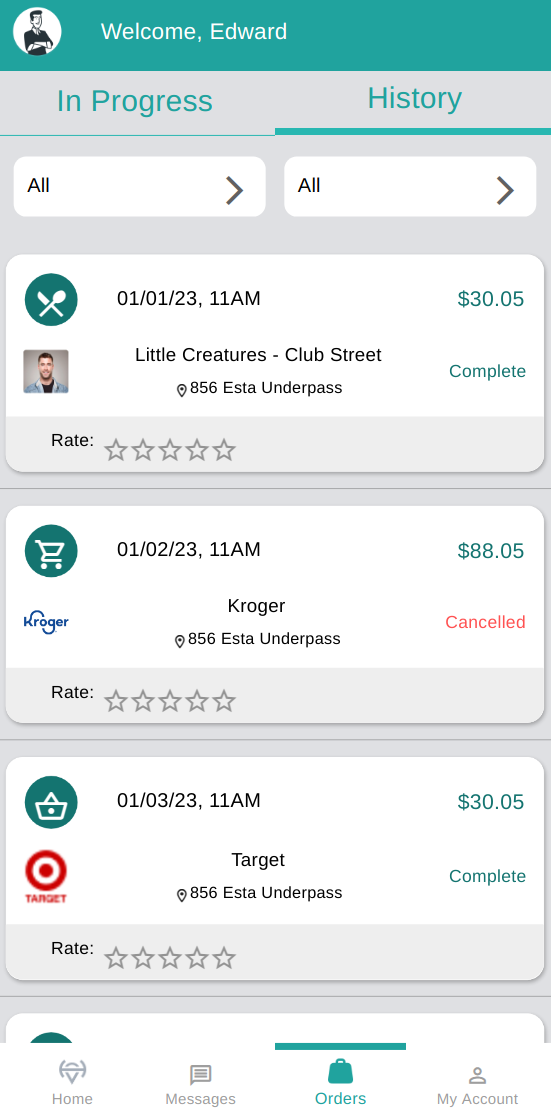 Welcome, Edward
In Progress
History
All
All
01/01/23, 11AM
$30.05
Little Creatures - Club Street
856 Esta Underpass
Complete
Rate:
01/02/23, 11AM
$88.05
Kroger
Kroger
856 Esta Underpass
Cancelled
Rate:
01/03/23, 11AM
$30.05
Target
TARGET
856 Esta Underpass
Complete
Rate:
Home
Messages
Orders
My Account